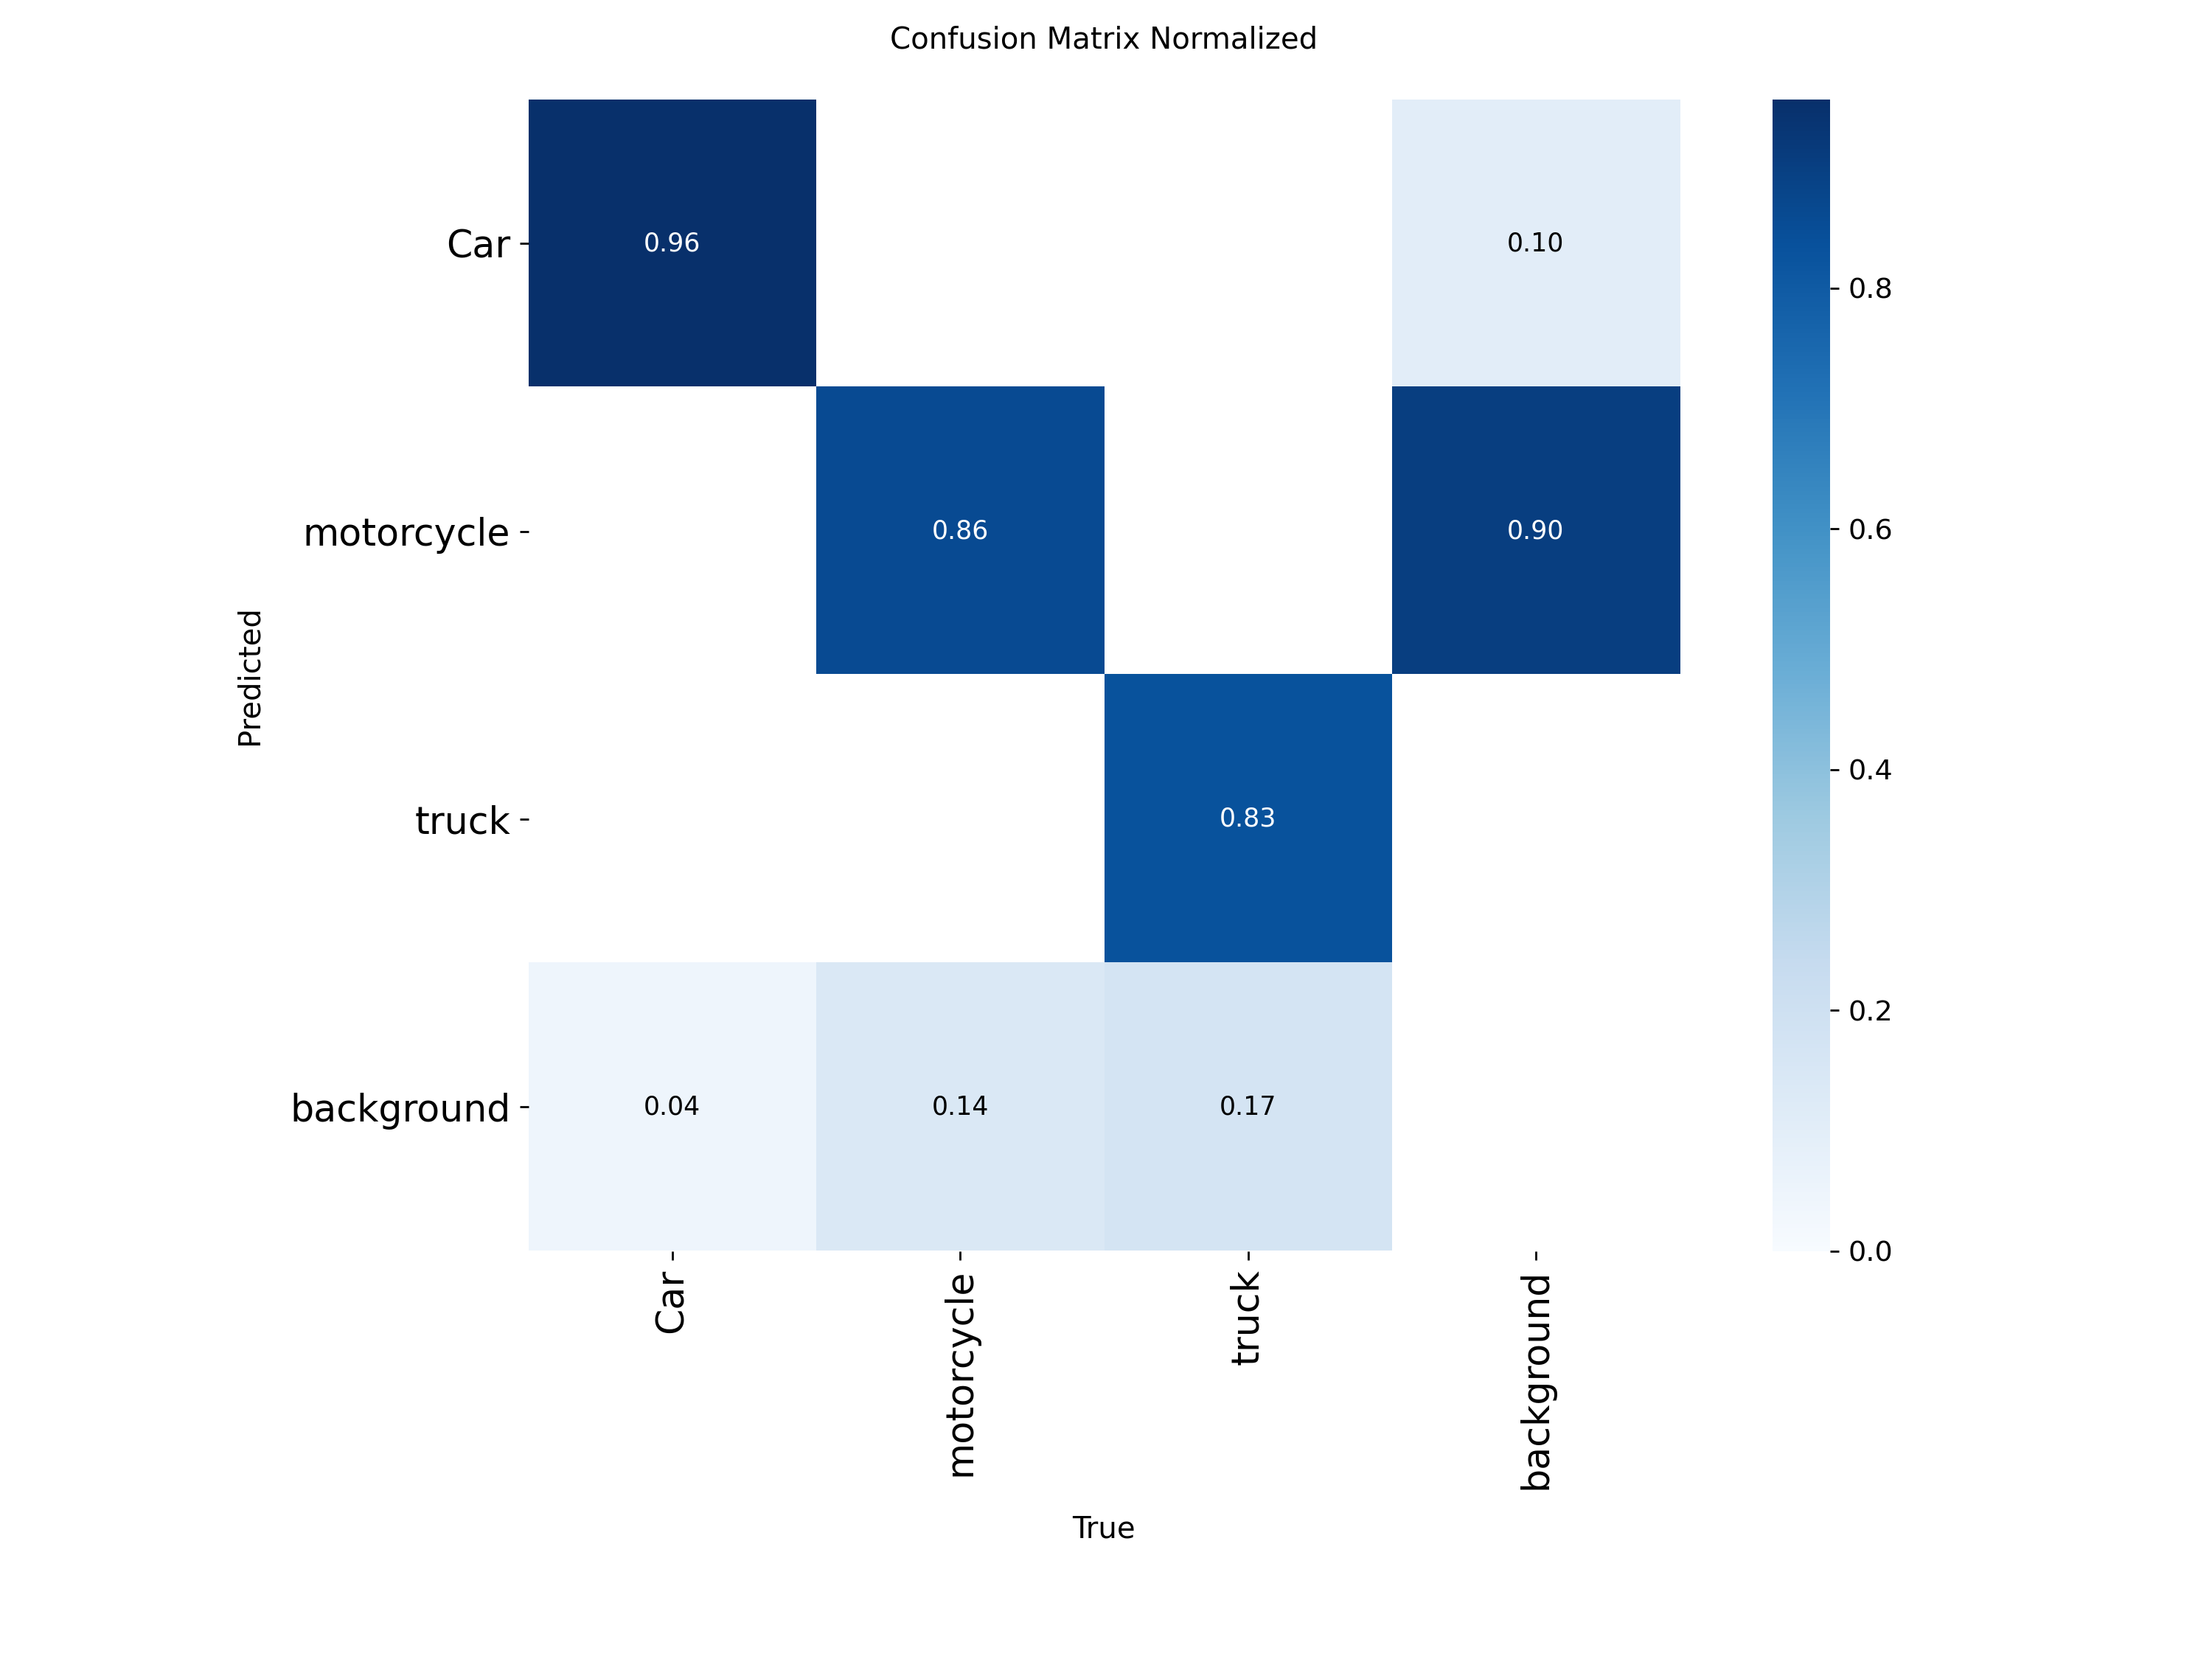 Confusion Matrix Normalized
Car
0.96
0.10
0.8
motorcycle
0.86
0.90
0.6
Predicted
truck
0.83
0.4
background
0.04
0.14
0.17
0.2
0.0
Car
motorcycle
truck
background
True